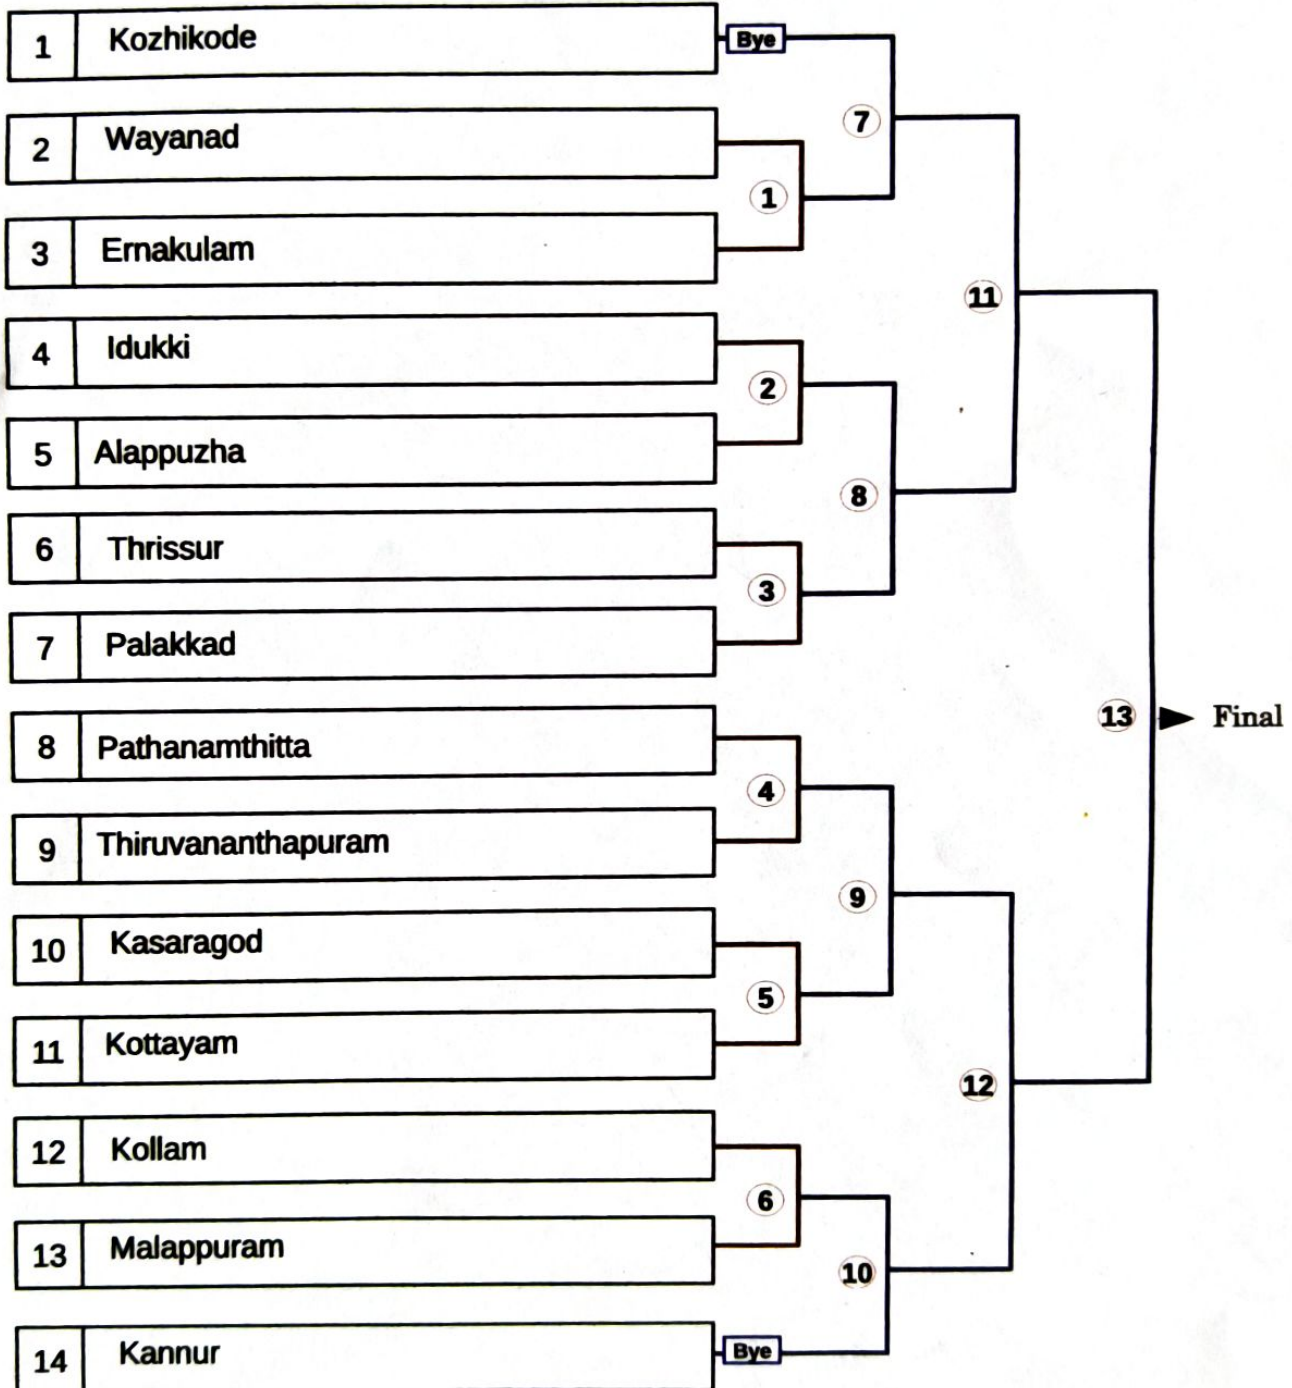 1 Kozhikode
Bye
7
2 Wayanad
1
3 Ernakulam
11
4 Idukki
2
5 Alappuzha
8
6 Thrissur
3
7 Palakkad
13 Final
8 Pathanamthitta
4
9 Thiruvananthapuram
9
10 Kasaragod
5
11 Kottayam
12
12 Kollam
6
13 Malappuram
10
14 Kannur
Bye